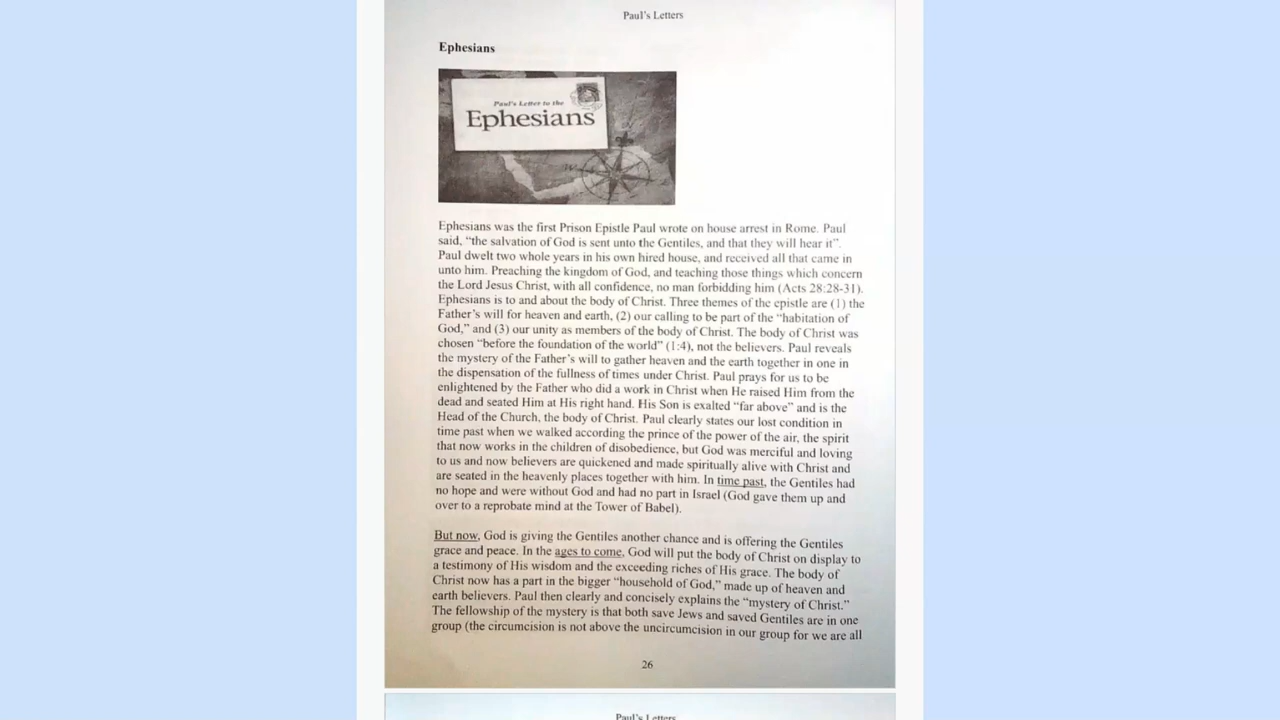 Paul's Letters
Ephesians
Paul's Letter to the
Ephesians
Ephesians was the first Prison Epistle Paul wrote on house arrest in Rome. Paul
said, “the salvation of God is sent unto the Gentiles, and that they will hear it”.
Paul dwelt two whole years in his own hired house, and received all that came in
unto him. Preaching the kingdom of God, and teaching those things which concern
the Lord Jesus Christ, with all confidence, no man forbidding him (Acts 28:28-31).
Ephesians is to and about the body of Christ. Three themes of the epistle are (1) the
Father's will for heaven and earth, (2) our calling to be part of the “habitation of
God,” and (3) our unity as members of the body of Christ. The body of Christ was
chosen “before the foundation of the world” (1:4), not the believers. Paul reveals
the mystery of the Father's will to gather heaven and the earth together in one in
the dispensation of the fullness of times under Christ. Paul prays for us to be
enlightened by the Father who did a work in Christ when He raised Him from the
dead and seated Him at His right hand. His Son is exalted “far above” and is the
Head of the Church, the body of Christ. Paul clearly states our lost condition in
time past when we walked according the prince of the power of the air, the spirit
that now works in the children of disobedience, but God was merciful and loving
to us and now believers are quickened and made spiritually alive with Christ and
are seated in the heavenly places together with him. In time past, the Gentiles had
no hope and were without God and had no part in Israel (God gave them up and
over to a reprobate mind at the Tower of Babel).
But now, God is giving the Gentiles another chance and is offering the Gentiles
grace and peace. In the ages to come, God will put the body of Christ on display to
a testimony of His wisdom and the exceeding riches of His grace. The body of
Christ now has a part in the bigger “household of God,” made up of heaven and
earth believers. Paul then clearly and concisely explains the “mystery of Christ.”
The fellowship of the mystery is that both save Jews and saved Gentiles are in one
group (the circumcision is not above the uncircumcision in our group for we are all
26
Paul's Letters